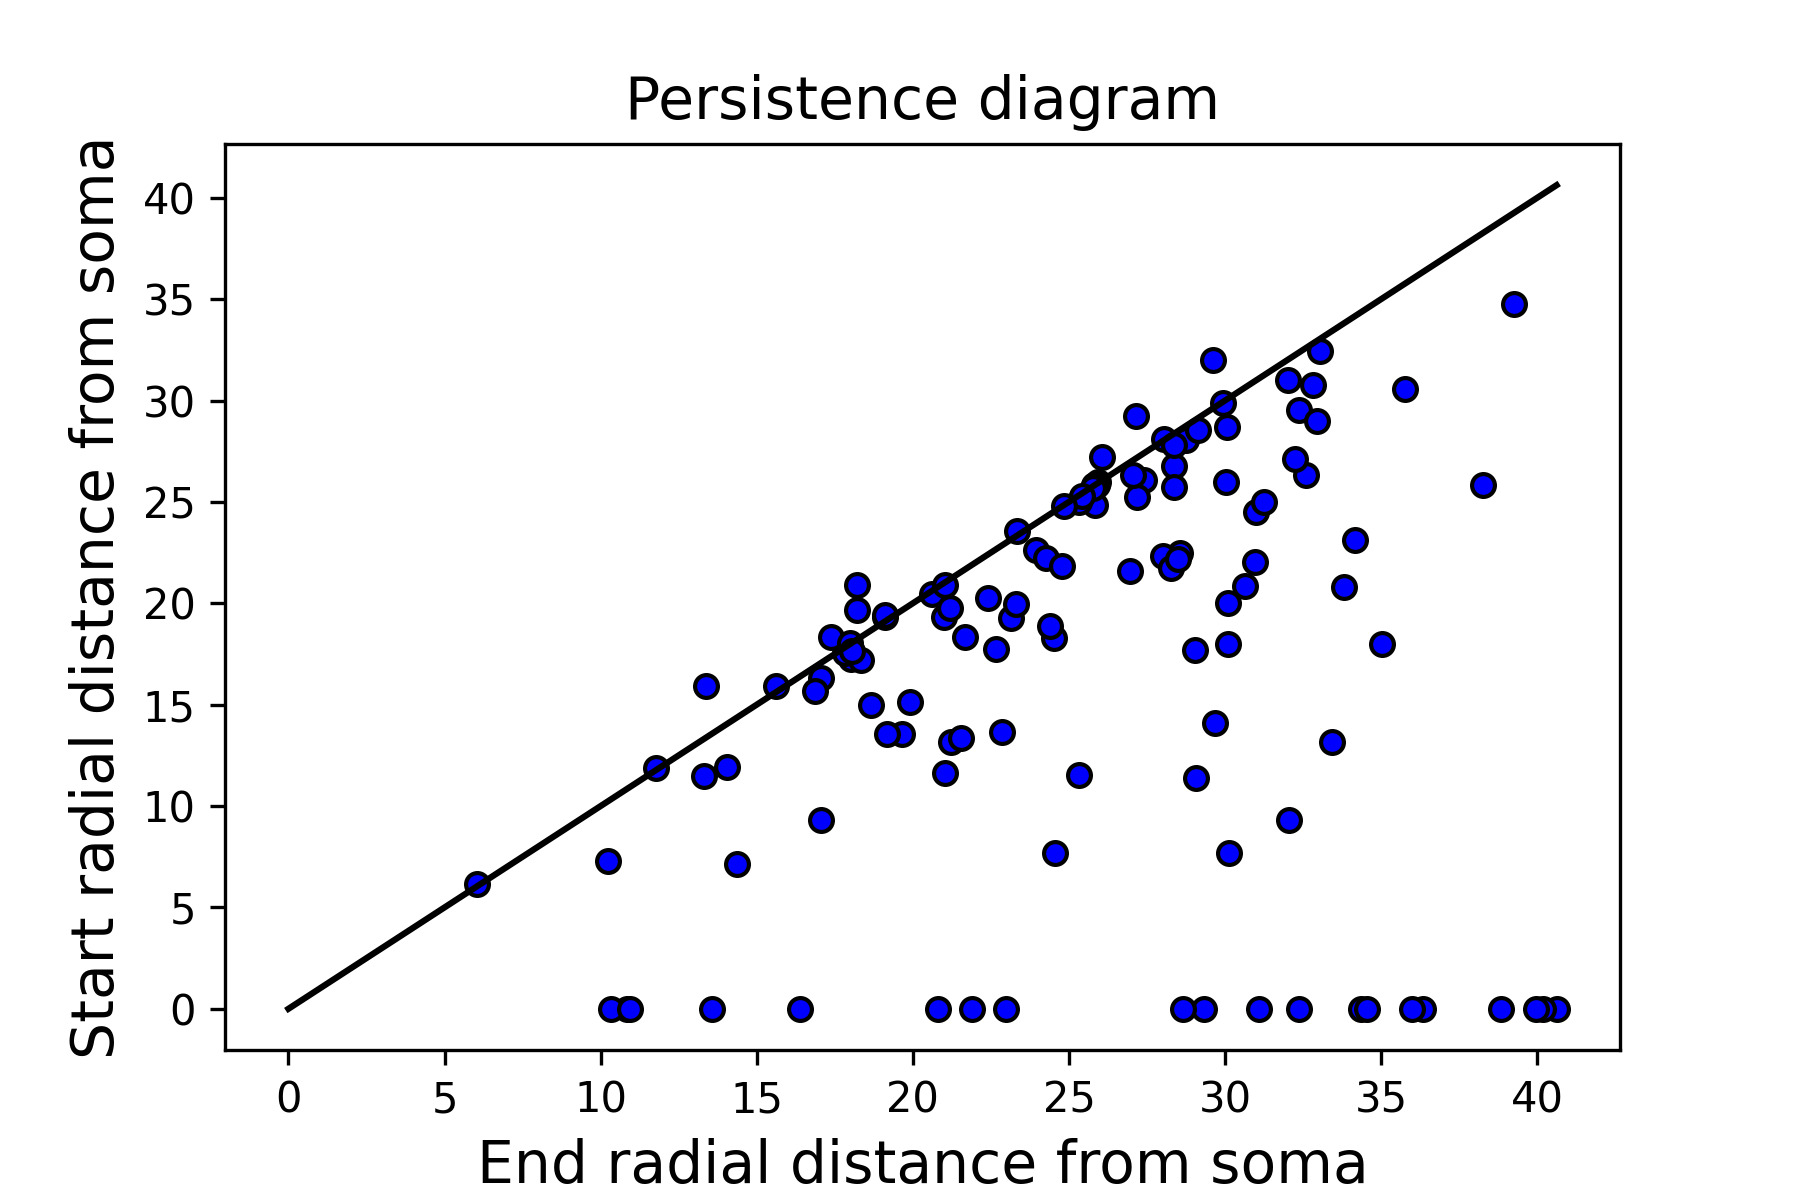 Persistence diagram
Start radial distance from soma
40
35
30
25
20
15
10
5
0
0 5 10 15 20 25 30 35 40
End radial distance from soma